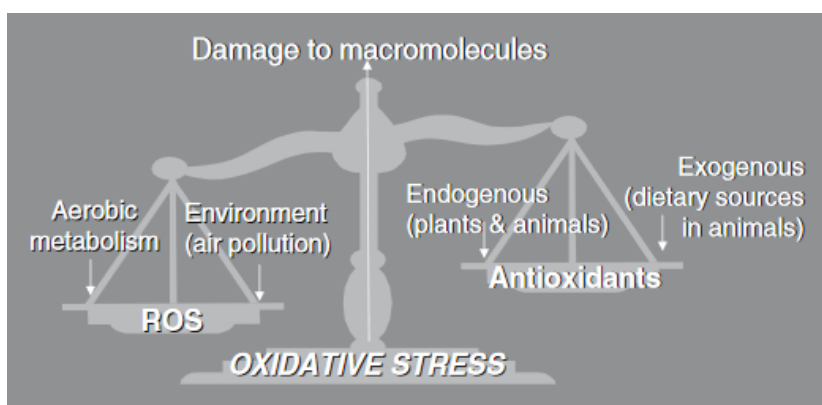 Damage to macromolecules
Aerobic
metabolism
Environment
(air pollution)
ROS
Endogenous
(plants & animals)
Exogenous
(dietary sources
in animals)
Antioxidants
OXIDATIVE STRESS